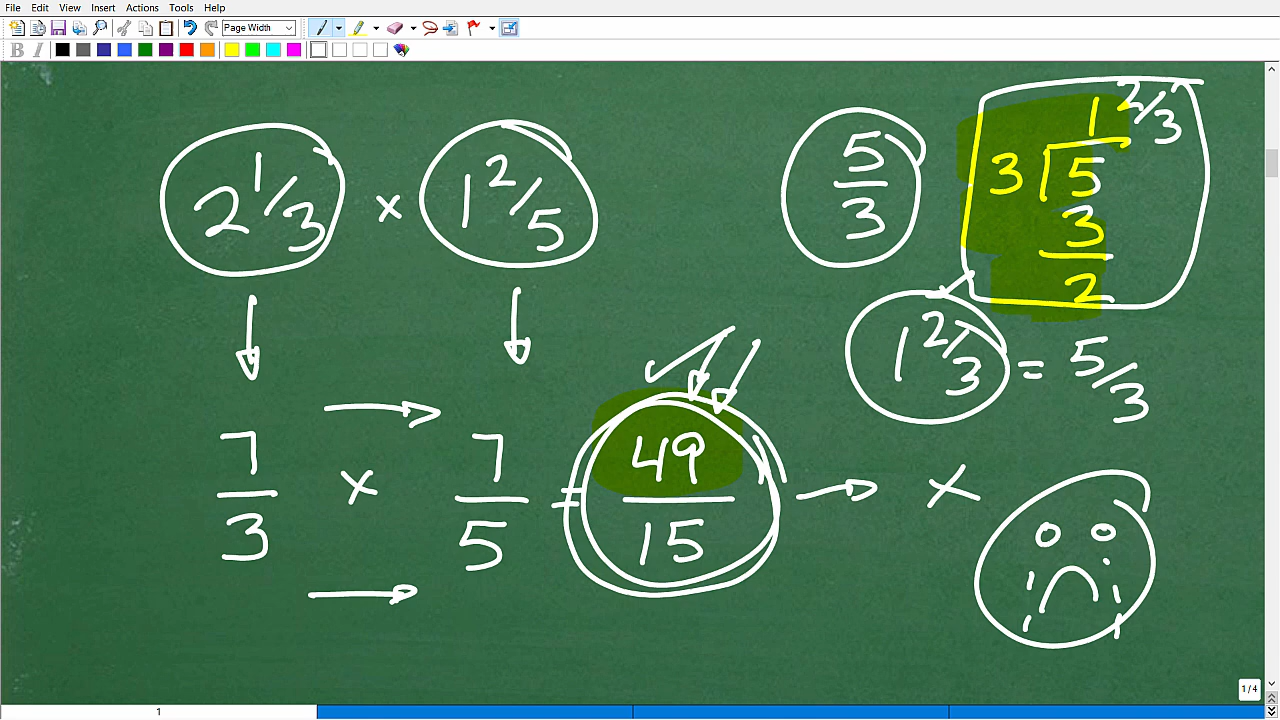 File Edit View Insert Actions Tools Help
Page Width
B I
2 1/3 × 1 2/5
7/3 × 7/5 = 49/15
5/3
1 2/3
3 5
3
2
1 2/3 = 5/3
×
1/4
1